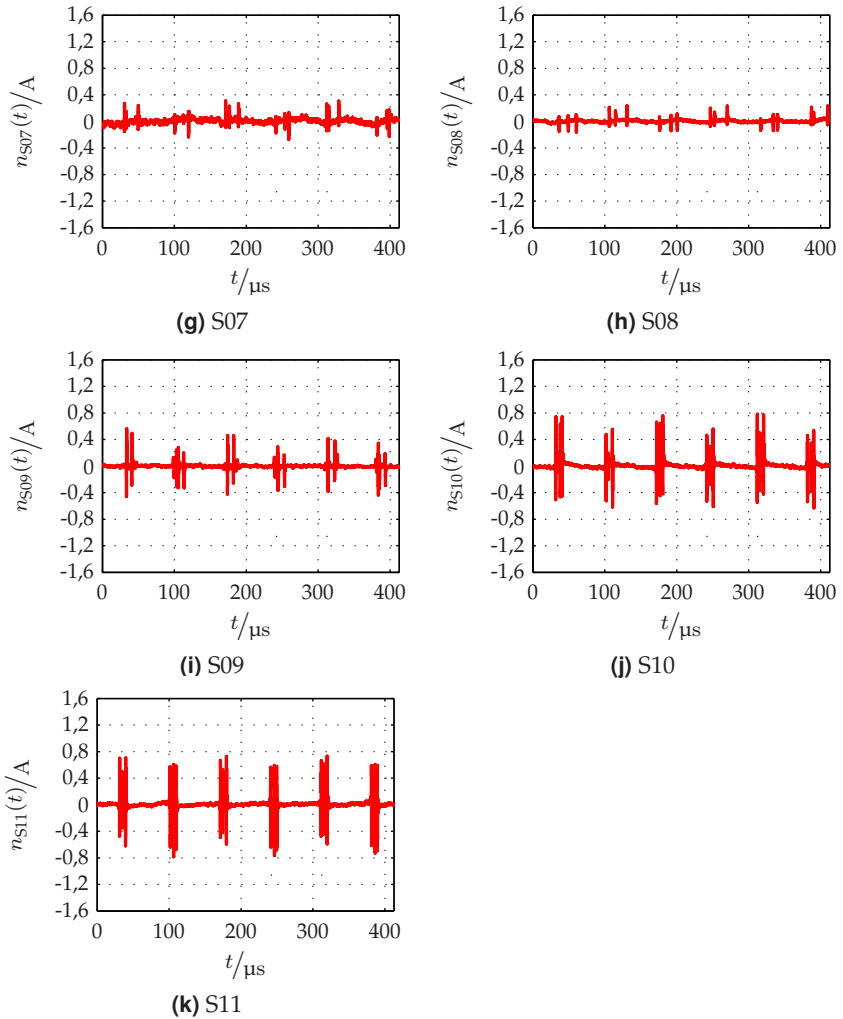 1,6
1,2
0,8
0,4
0
-0,4
-0,8
-1,2
-1,6
n_S07(t)/A
0 100 200 300 400
t/µs
(g) S07
1,6
1,2
0,8
0,4
0
-0,4
-0,8
-1,2
-1,6
n_S08(t)/A
0 100 200 300 400
t/µs
(h) S08
1,6
1,2
0,8
0,4
0
-0,4
-0,8
-1,2
-1,6
n_S09(t)/A
0 100 200 300 400
t/µs
(i) S09
1,6
1,2
0,8
0,4
0
-0,4
-0,8
-1,2
-1,6
n_S10(t)/A
0 100 200 300 400
t/µs
(j) S10
1,6
1,2
0,8
0,4
0
-0,4
-0,8
-1,2
-1,6
n_S11(t)/A
0 100 200 300 400
t/µs
(k) S11